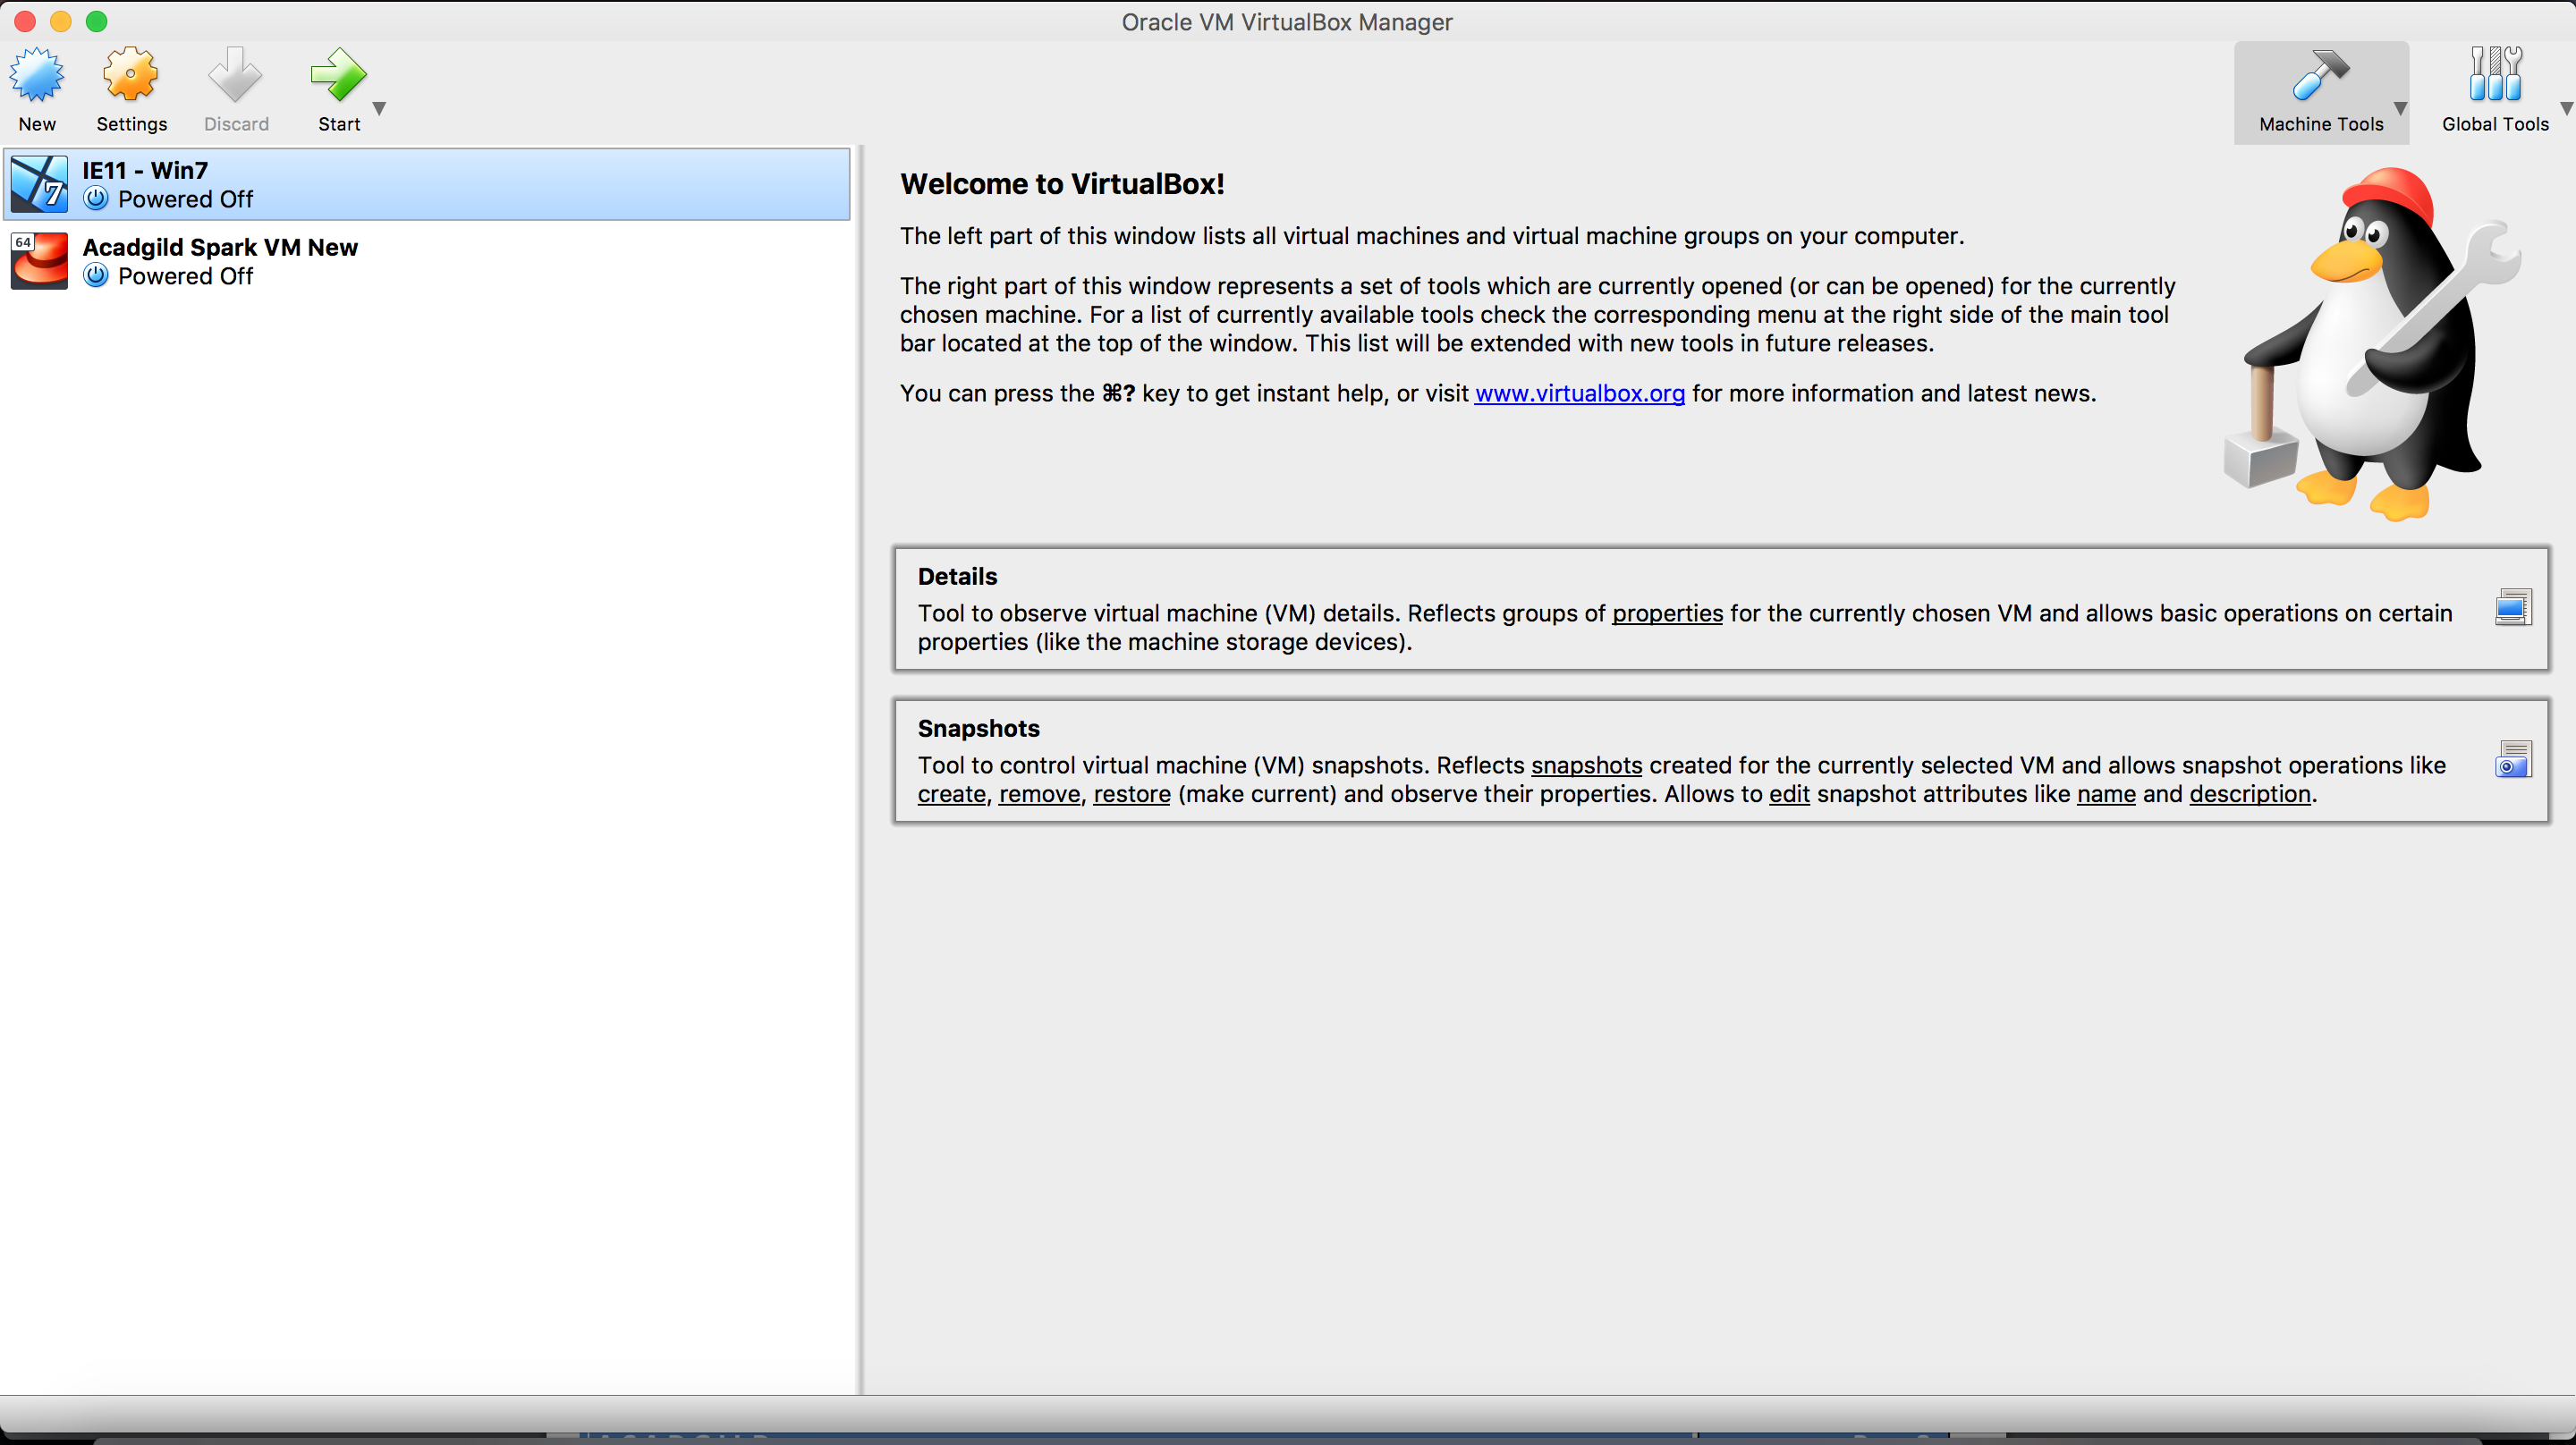 Oracle VM VirtualBox Manager
New
Settings
Discard
Start
Machine Tools
Global Tools
7
IE11 - Win7
Powered Off
64
Acadgild Spark VM New
Powered Off
Welcome to VirtualBox!
The left part of this window lists all virtual machines and virtual machine groups on your computer.
The right part of this window represents a set of tools which are currently opened (or can be opened) for the currently
chosen machine. For a list of currently available tools check the corresponding menu at the right side of the main tool
bar located at the top of the window. This list will be extended with new tools in future releases.
You can press the ⌘? key to get instant help, or visit www.virtualbox.org for more information and latest news.
Details
Tool to observe virtual machine (VM) details. Reflects groups of properties for the currently chosen VM and allows basic operations on certain
properties (like the machine storage devices).
Snapshots
Tool to control virtual machine (VM) snapshots. Reflects snapshots created for the currently selected VM and allows snapshot operations like
create, remove, restore (make current) and observe their properties. Allows to edit snapshot attributes like name and description.